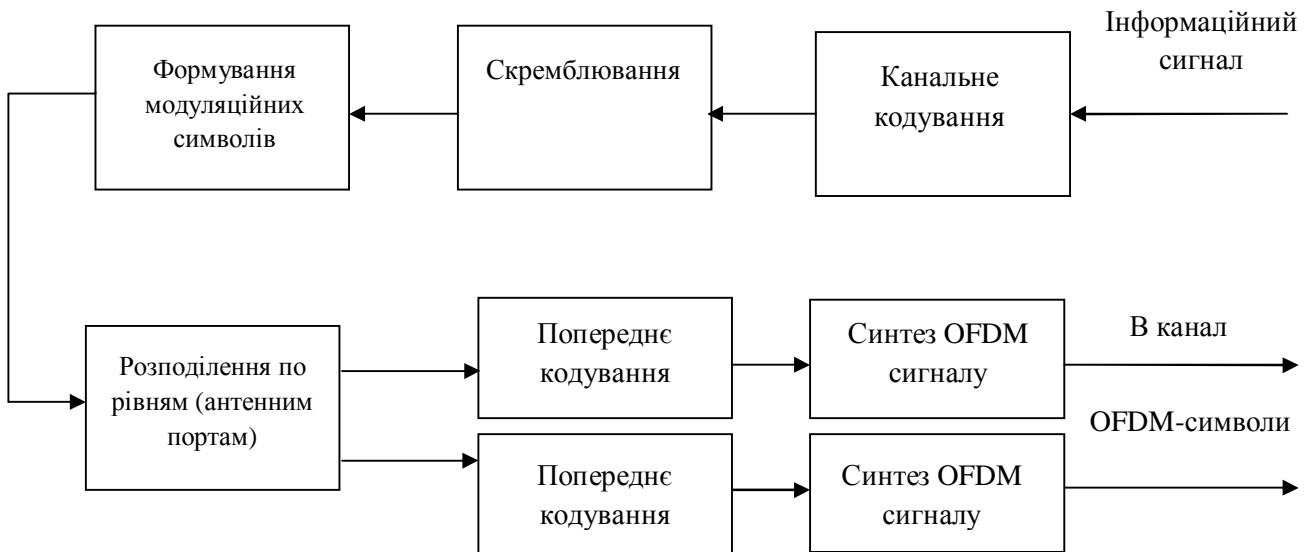 Інформаційний
сигнал
Канальне
кодування
Скремблювання
Формування
модуляційних
символів
Розподілення по
рівням (антенним
портам)
Попереднє
кодування
Синтез OFDM
сигналу
В канал
OFDM-символи
Попереднє
кодування
Синтез OFDM
сигналу